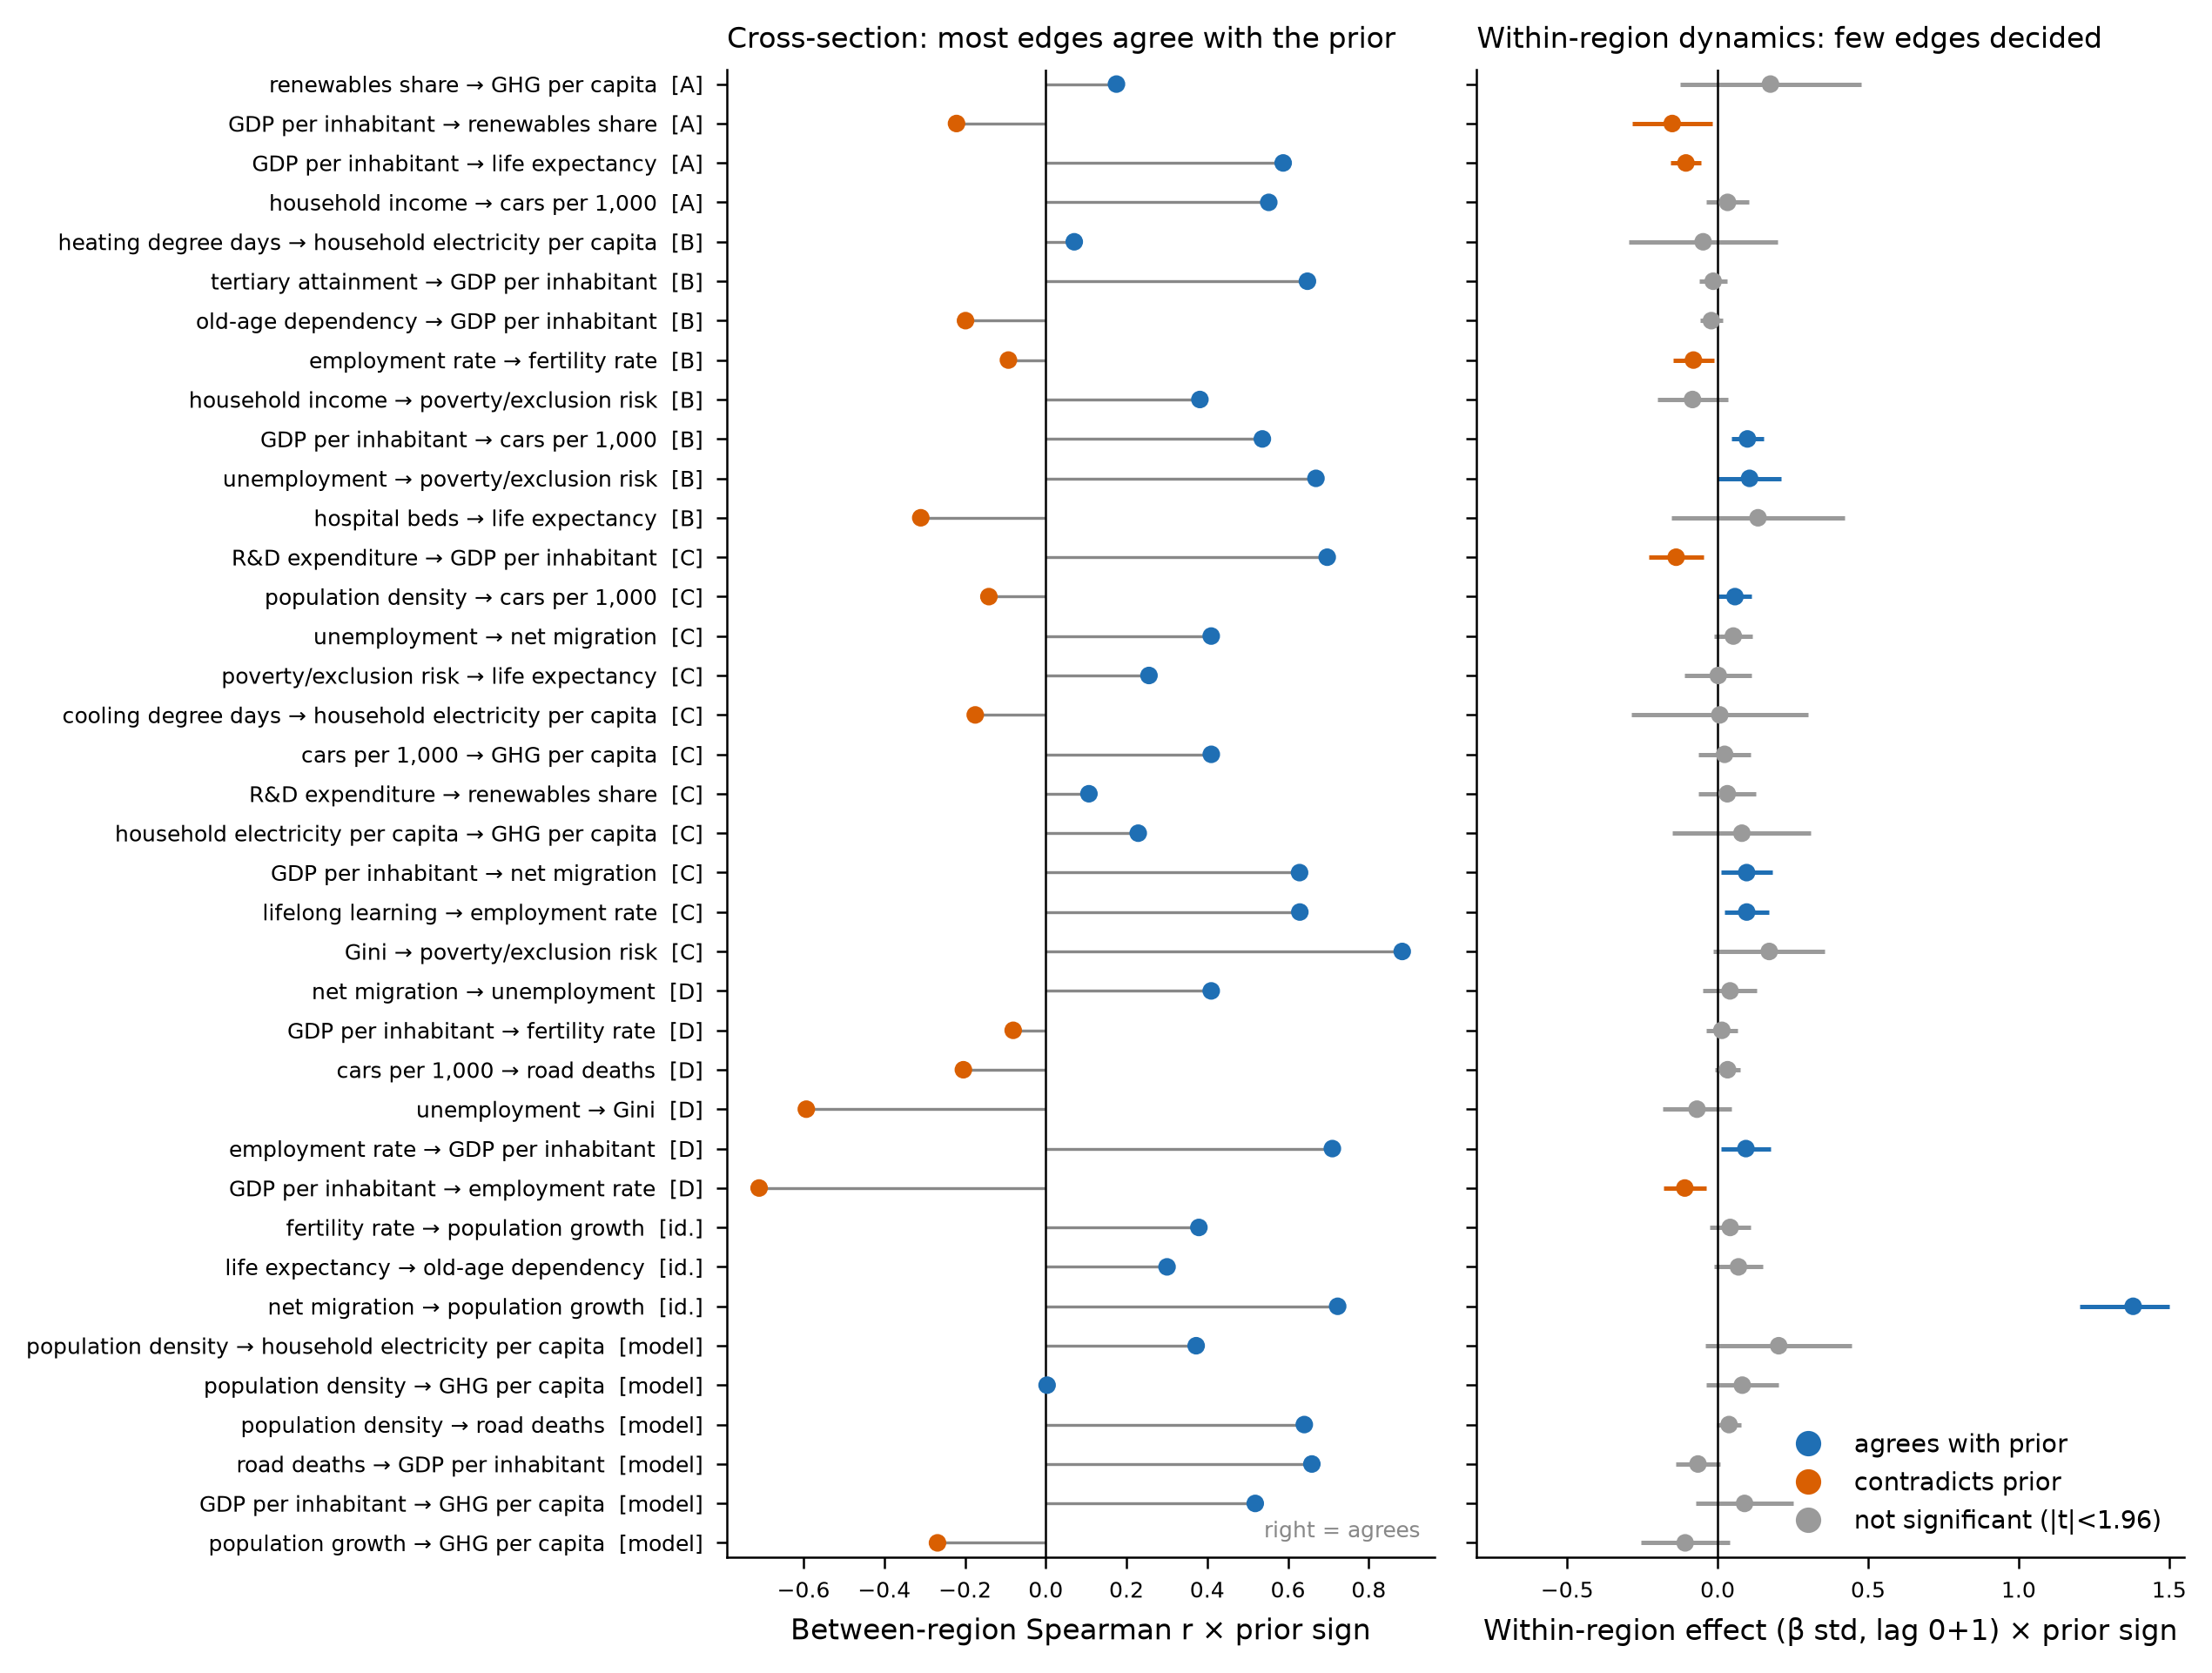 Cross-section: most edges agree with the prior
Within-region dynamics: few edges decided
renewables share → GHG per capita [A]
GDP per inhabitant → renewables share [A]
GDP per inhabitant → life expectancy [A]
household income → cars per 1,000 [A]
heating degree days → household electricity per capita [B]
tertiary attainment → GDP per inhabitant [B]
old-age dependency → GDP per inhabitant [B]
employment rate → fertility rate [B]
household income → poverty/exclusion risk [B]
GDP per inhabitant → cars per 1,000 [B]
unemployment → poverty/exclusion risk [B]
hospital beds → life expectancy [B]
R&D expenditure → GDP per inhabitant [C]
population density → cars per 1,000 [C]
unemployment → net migration [C]
poverty/exclusion risk → life expectancy [C]
cooling degree days → household electricity per capita [C]
cars per 1,000 → GHG per capita [C]
R&D expenditure → renewables share [C]
household electricity per capita → GHG per capita [C]
GDP per inhabitant → net migration [C]
lifelong learning → employment rate [C]
Gini → poverty/exclusion risk [C]
net migration → unemployment [D]
GDP per inhabitant → fertility rate [D]
cars per 1,000 → road deaths [D]
unemployment → Gini [D]
employment rate → GDP per inhabitant [D]
GDP per inhabitant → employment rate [D]
fertility rate → population growth [id.]
life expectancy → old-age dependency [id.]
net migration → population growth [id.]
population density → household electricity per capita [model]
population density → GHG per capita [model]
population density → road deaths [model]
road deaths → GDP per inhabitant [model]
GDP per inhabitant → GHG per capita [model]
population growth → GHG per capita [model]
right = agrees
agrees with prior
contradicts prior
not significant (|t|<1.96)
−0.6 −0.4 −0.2 0.0 0.2 0.4 0.6 0.8
−0.5 0.0 0.5 1.0 1.5
Between-region Spearman r × prior sign
Within-region effect (β std, lag 0+1) × prior sign